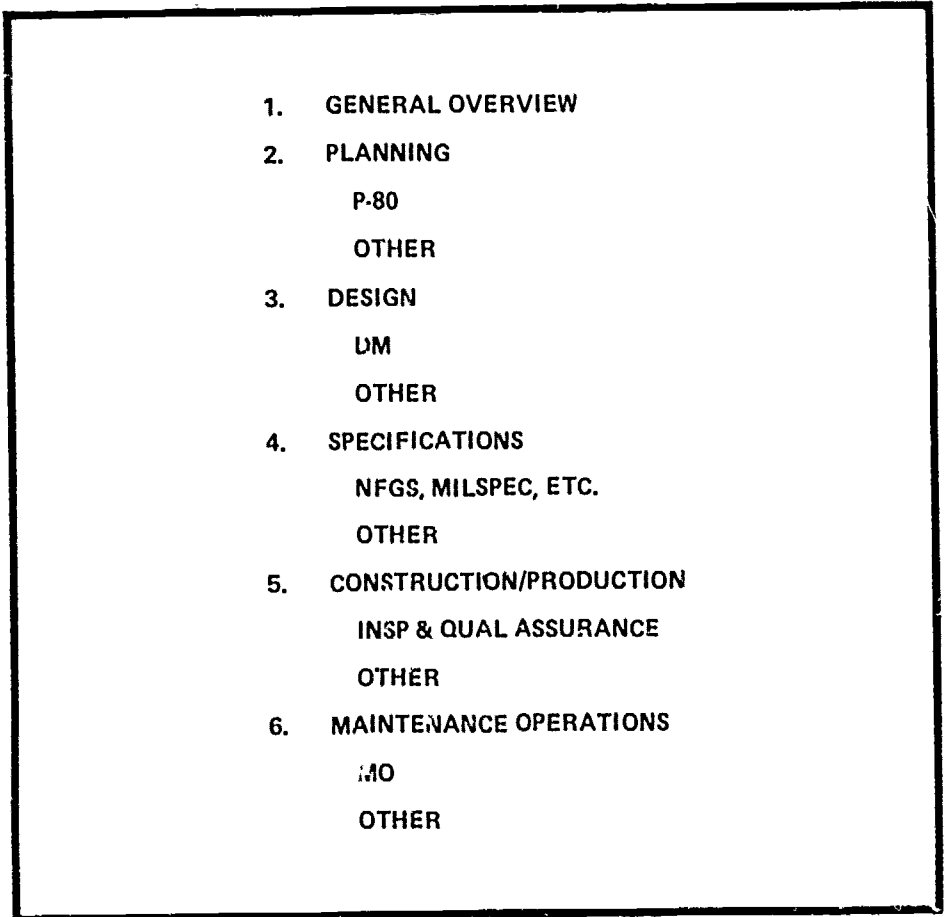 1. GENERAL OVERVIEW
2. PLANNING
P-80
OTHER
3. DESIGN
DM
OTHER
4. SPECIFICATIONS
NFGS, MILSPEC, ETC.
OTHER
5. CONSTRUCTION/PRODUCTION
INSP & QUAL ASSURANCE
OTHER
6. MAINTENANCE OPERATIONS
MO
OTHER